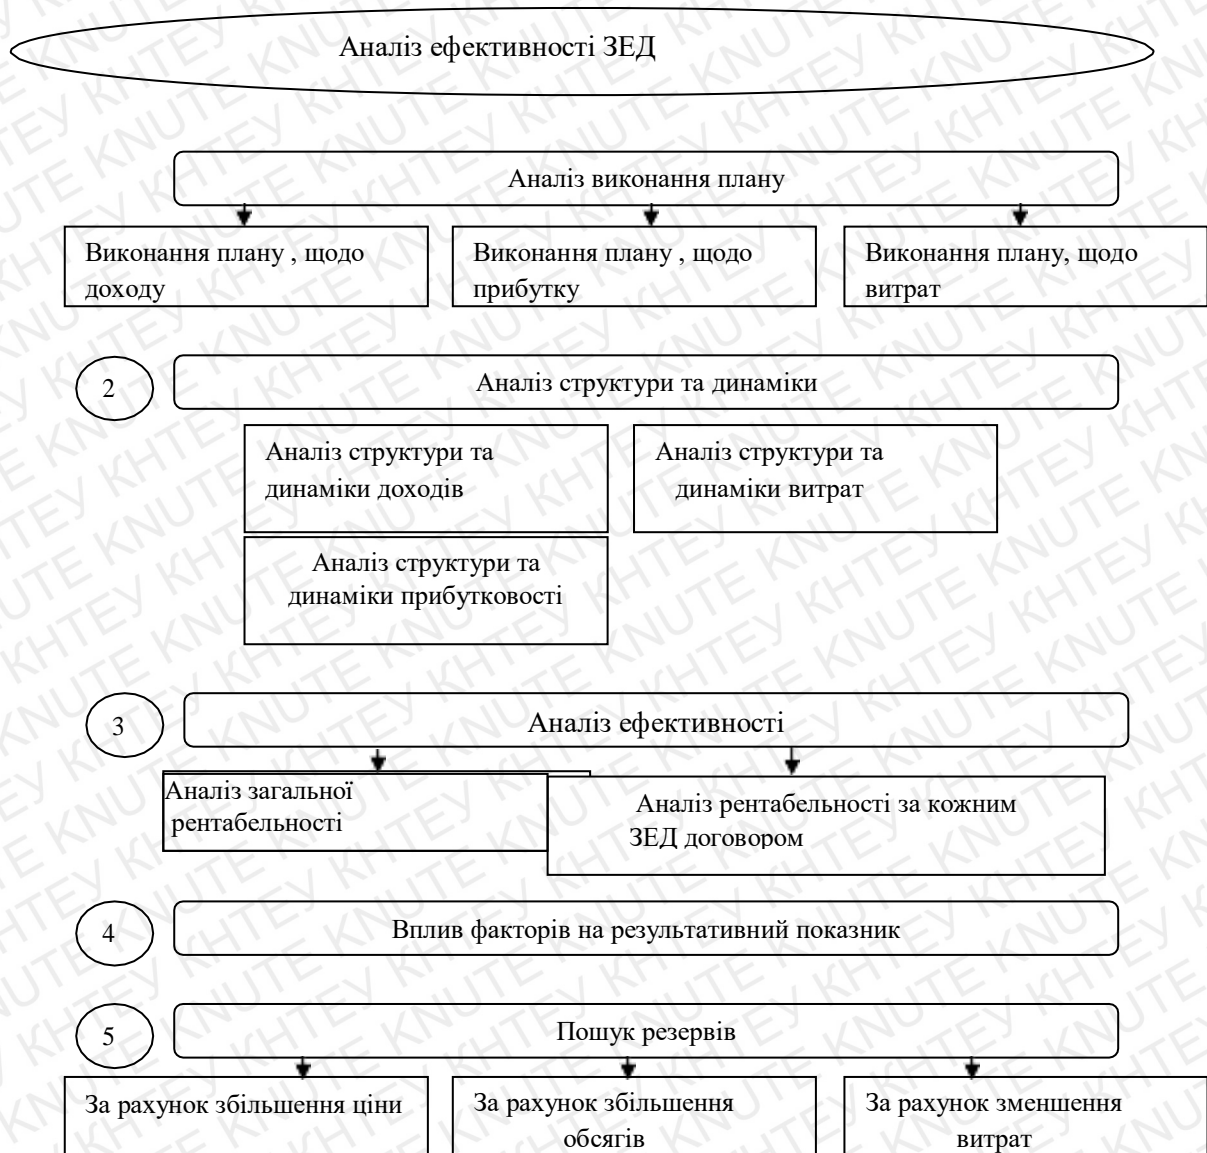 Аналіз ефективності ЗЕД
Аналіз виконання плану
Виконання плану , щодо
доходу
Виконання плану , щодо
прибутку
Виконання плану, щодо
витрат
2
Аналіз структури та динаміки
Аналіз структури та
динаміки доходів
Аналіз структури та
динаміки витрат
Аналіз структури та
динаміки прибутковості
3
Аналіз ефективності
Аналіз загальної
рентабельності
Аналіз рентабельності за кожним
ЗЕД договором
4
Вплив факторів на результативний показник
5
Пошук резервів
За рахунок збільшення ціни
За рахунок збільшення
обсягів
За рахунок зменшення
витрат